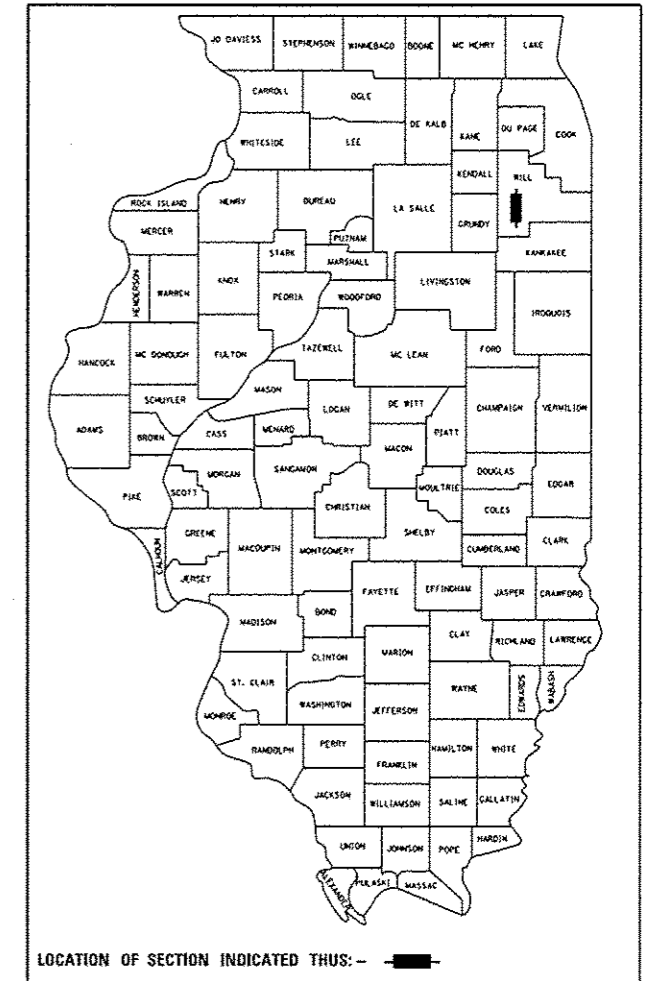 JO DAVIESS
STEPHENSON
WINNEBAGO
BOONE
MC HENRY
LAKE
CARROLL
OGLE
DE KALB
KANE
DU PAGE
COOK
WHITESIDE
LEE
KENDALL
WILL
ROCK ISLAND
HENRY
BUREAU
LA SALLE
GRUNDY
MERCER
PUTNAM
KANKAKEE
STARK
MARSHALL
HENDERSON
WARREN
KNOX
PEORIA
WOODFORD
LIVINGSTON
IROQUOIS
HANCOCK
MC DONOUGH
FULTON
TAZEWELL
MC LEAN
FORD
MASON
SCHUYLER
LOGAN
DE WITT
CHAMPAIGN
VERMILION
ADAMS
BROWN
CASS
MENARD
PIATT
MACON
PIKE
SCOTT
MORGAN
SANGAMON
CHRISTIAN
MOULTRIE
DOUGLAS
EDGAR
COLES
CALHOUN
GREENE
MACOUPIN
MONTGOMERY
SHELBY
CUMBERLAND
CLARK
JERSEY
FAYETTE
EFFINGHAM
JASPER
CRAWFORD
MADISON
BOND
CLAY
RICHLAND
LAWRENCE
CLINTON
MARION
ST. CLAIR
WAYNE
EDWARDS
WABASH
MONROE
WASHINGTON
JEFFERSON
RANDOLPH
PERRY
HAMILTON
WHITE
FRANKLIN
JACKSON
WILLIAMSON
SALINE
GALLATIN
UNION
JOHNSON
POPE
HARDIN
ALEXANDER
PULASKI
MASSAC
LOCATION OF SECTION INDICATED THUS: -